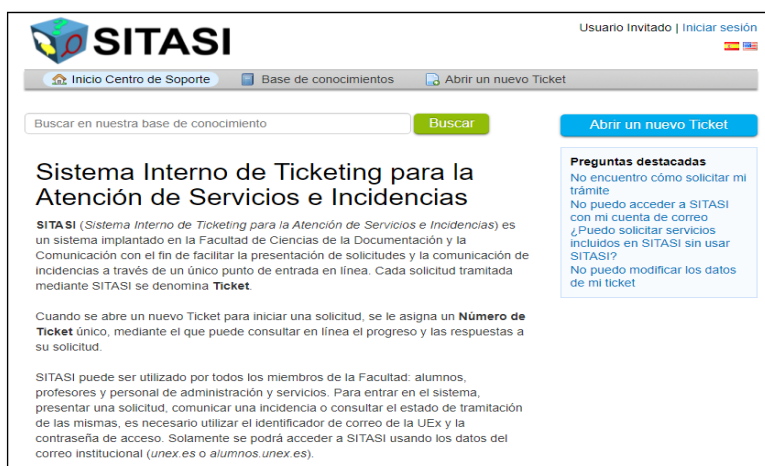 SITASI
Usuario Invitado | Iniciar sesión
Inicio Centro de Soporte
Base de conocimientos
Abrir un nuevo Ticket
Buscar en nuestra base de conocimiento
Buscar
Abrir un nuevo Ticket
Sistema Interno de Ticketing para la
Atención de Servicios e Incidencias
SITASI (Sistema Interno de Ticketing para la Atención de Servicios e Incidencias) es
un sistema implantado en la Facultad de Ciencias de la Documentación y la
Comunicación con el fin de facilitar la presentación de solicitudes y la comunicación de
incidencias a través de un único punto de entrada en línea. Cada solicitud tramitada
mediante SITASI se denomina Ticket.
Cuando se abre un nuevo Ticket para iniciar una solicitud, se le asigna un Número de
Ticket único, mediante el que puede consultar en línea el progreso y las respuestas a
su solicitud.
SITASI puede ser utilizado por todos los miembros de la Facultad: alumnos,
profesores y personal de administración y servicios. Para entrar en el sistema,
presentar una solicitud, comunicar una incidencia o consultar el estado de tramitación
de las mismas, es necesario utilizar el identificador de correo de la UEx y la
contraseña de acceso. Solamente se podrá acceder a SITASI usando los datos del
correo institucional (unex.es o alumnos.unex.es).
Preguntas destacadas
No encuentro cómo solicitar mi
trámite
No puedo acceder a SITASI
con mi cuenta de correo
¿Puedo solicitar servicios
incluidos en SITASI sin usar
SITASI?
No puedo modificar los datos
de mi ticket